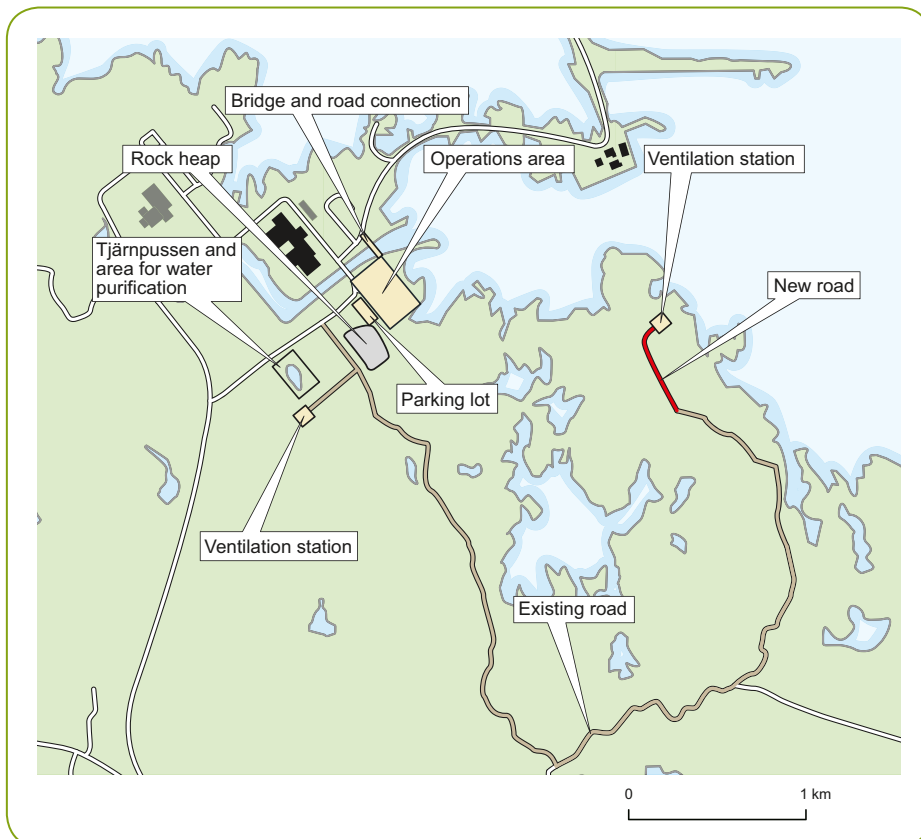 Bridge and road connection
Rock heap
Operations area
Ventilation station
Tjärnpussen and
area for water
purification
New road
Parking lot
Ventilation station
Existing road
0
1 km